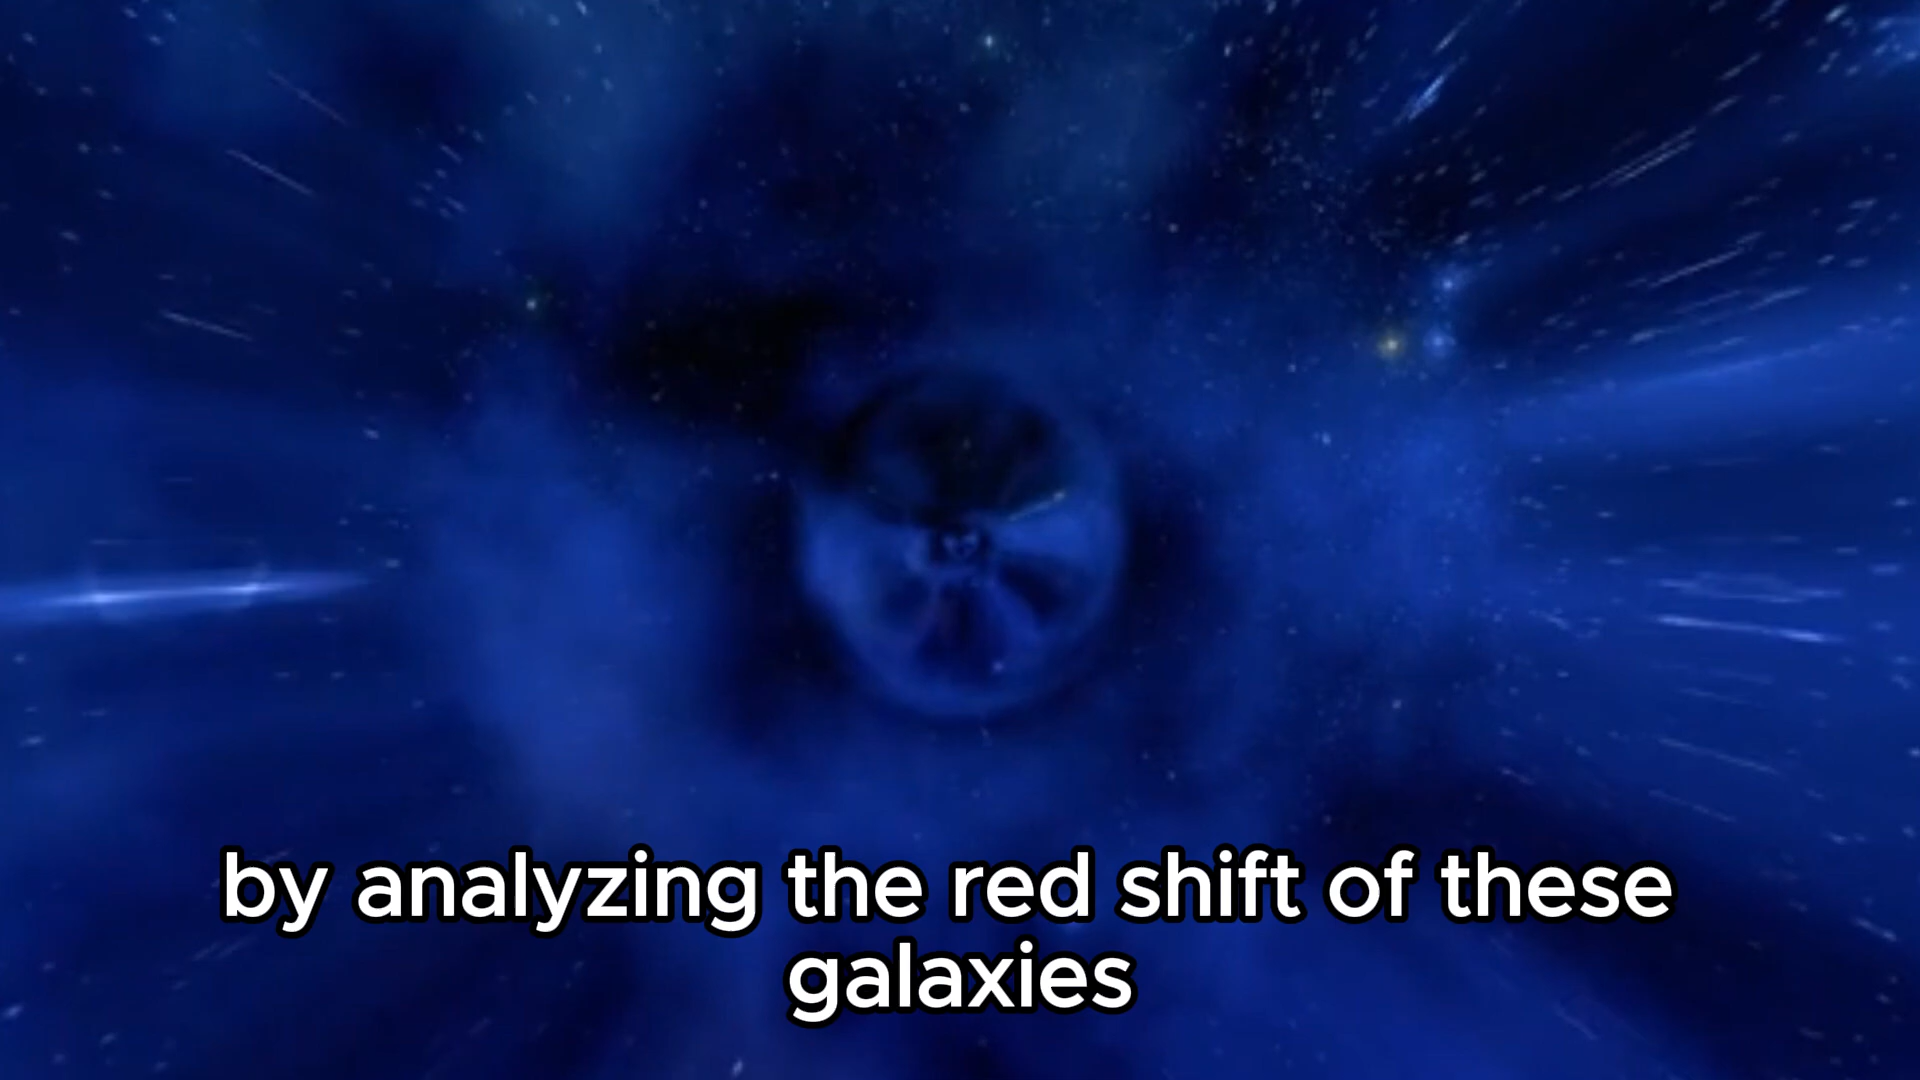 by analyzing the red shift of these
galaxies